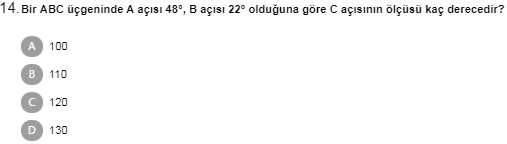 14. Bir ABC üçgeninde A açısı 48°, B açısı 22° olduğuna göre C açısının ölçüsü kaç derecedir?
A 100
B 110
C 120
D 130